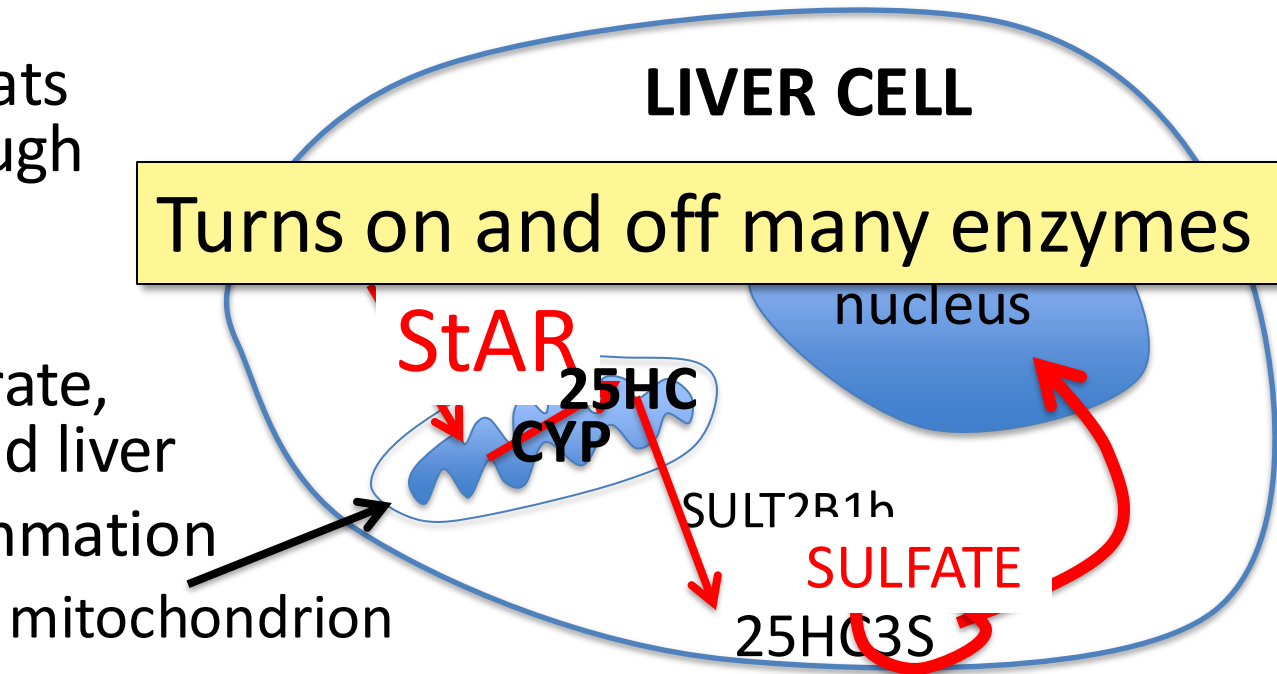 LIVER CELL
ats
ugh
Turns on and off many enzymes
nucleus
StAR
rate,
25HC
d liver
CYP
SULT2B1b
nmation
SULFATE
mitochondrion
25HC3S